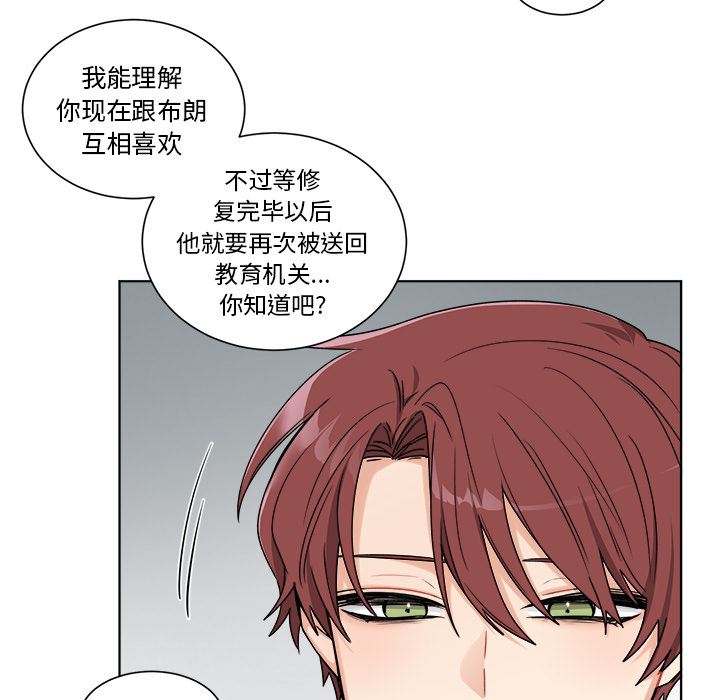 我能理解
你现在跟布朗
互相喜欢
不过等修
复完毕以后
他就要再次被送回
教育机关...
你知道吧?